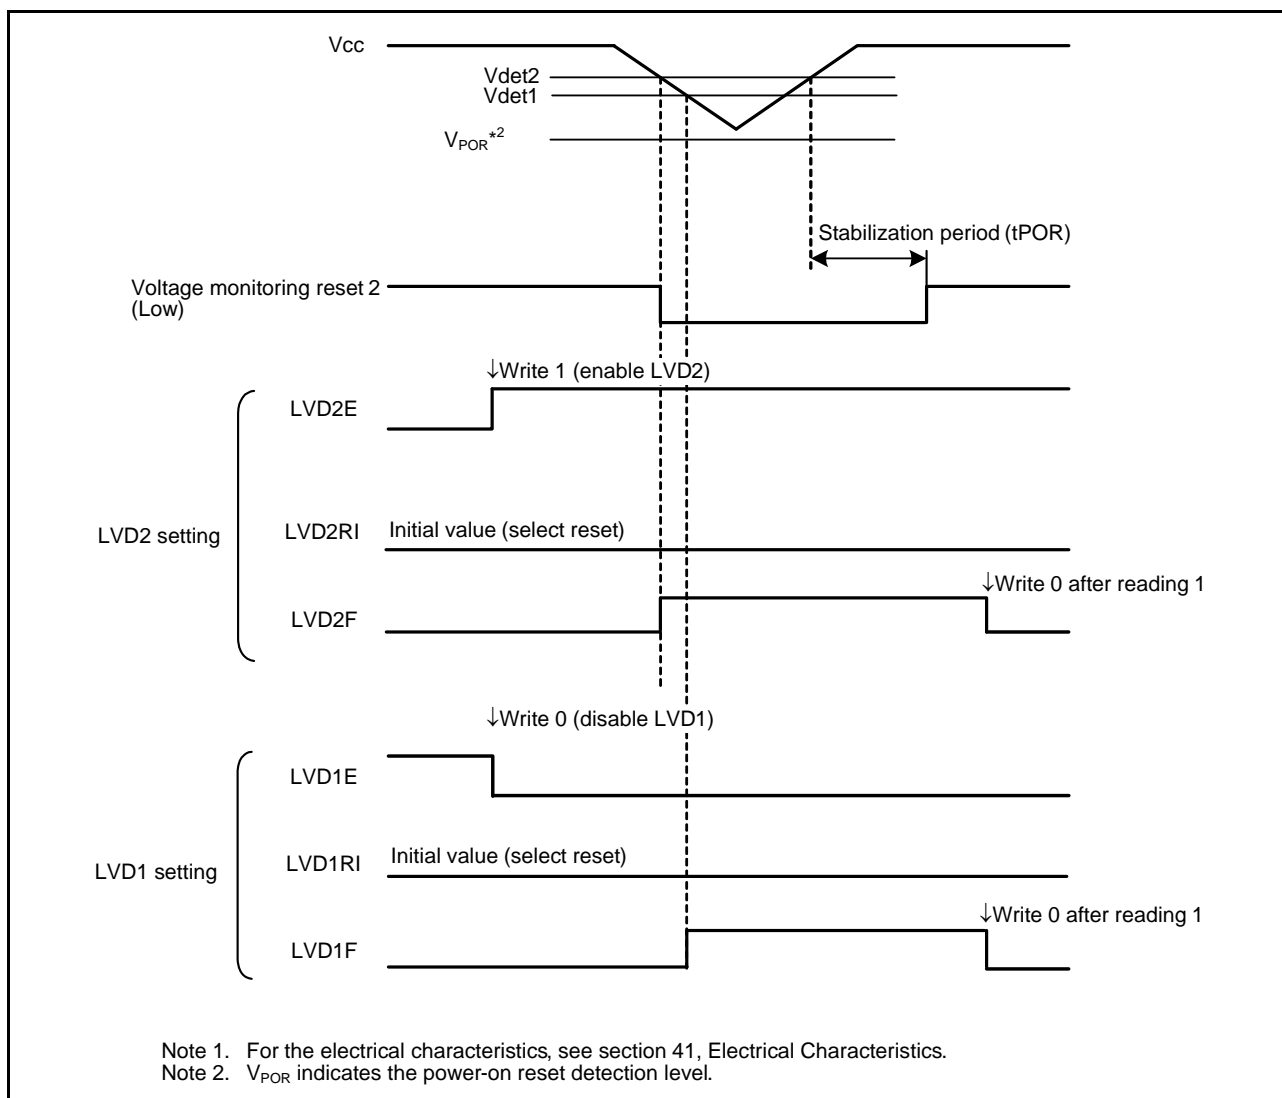 Vcc
Vdet2
Vdet1
VPOR*2
Stabilization period (tPOR)
Voltage monitoring reset 2
(Low)
↓Write 1 (enable LVD2)
LVD2E
LVD2 setting
LVD2RI
Initial value (select reset)
↓Write 0 after reading 1
LVD2F
↓Write 0 (disable LVD1)
LVD1E
LVD1 setting
LVD1RI
Initial value (select reset)
↓Write 0 after reading 1
LVD1F
Note 1. For the electrical characteristics, see section 41, Electrical Characteristics.
Note 2. VPOR indicates the power-on reset detection level.